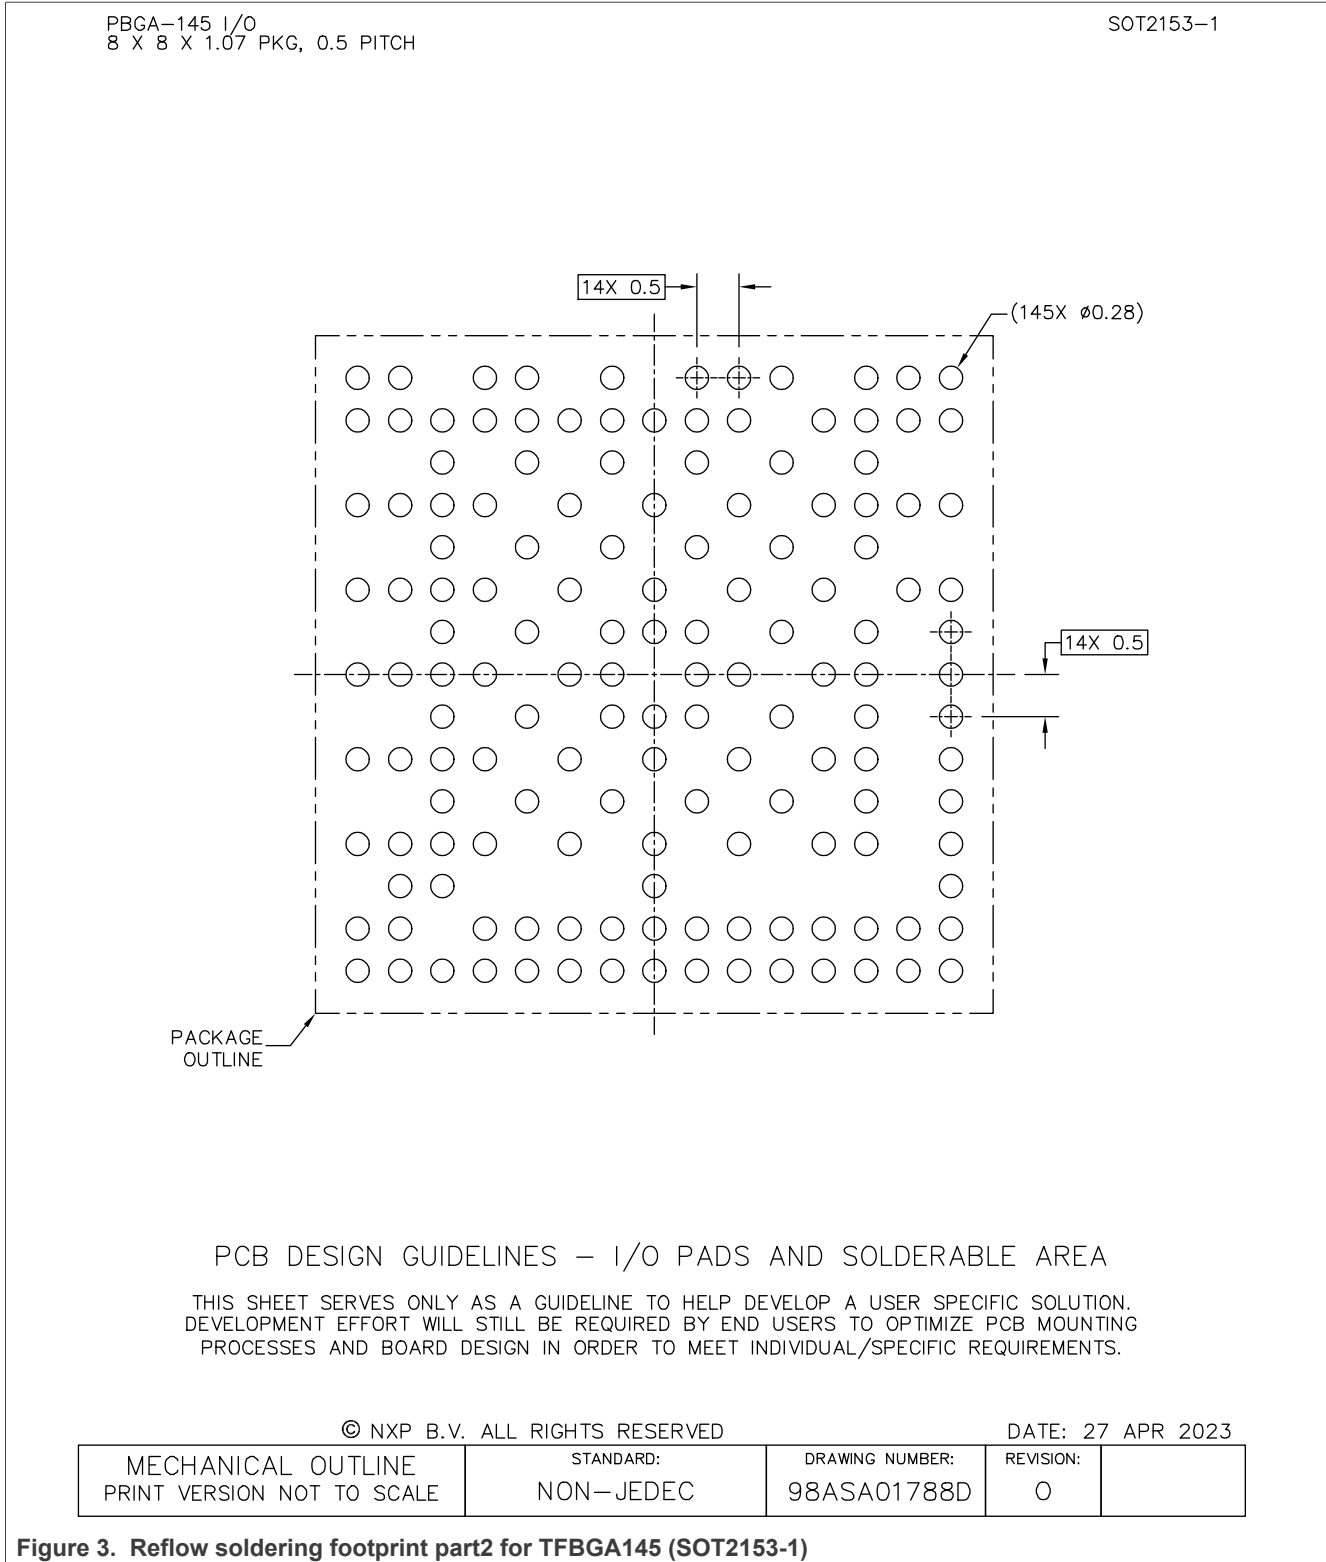 PBGA-145 I/O
8 X 8 X 1.07 PKG, 0.5 PITCH
SOT2153-1
14X 0.5
(145X ø0.28)
14X 0.5
PACKAGE
OUTLINE
PCB DESIGN GUIDELINES - I/O PADS AND SOLDERABLE AREA
THIS SHEET SERVES ONLY AS A GUIDELINE TO HELP DEVELOP A USER SPECIFIC SOLUTION.
DEVELOPMENT EFFORT WILL STILL BE REQUIRED BY END USERS TO OPTIMIZE PCB MOUNTING
PROCESSES AND BOARD DESIGN IN ORDER TO MEET INDIVIDUAL/SPECIFIC REQUIREMENTS.
© NXP B.V. ALL RIGHTS RESERVED
DATE: 27 APR 2023
MECHANICAL OUTLINE
PRINT VERSION NOT TO SCALE
STANDARD:
NON-JEDEC
DRAWING NUMBER:
98ASA01788D
REVISION:
O
Figure 3. Reflow soldering footprint part2 for TFBGA145 (SOT2153-1)